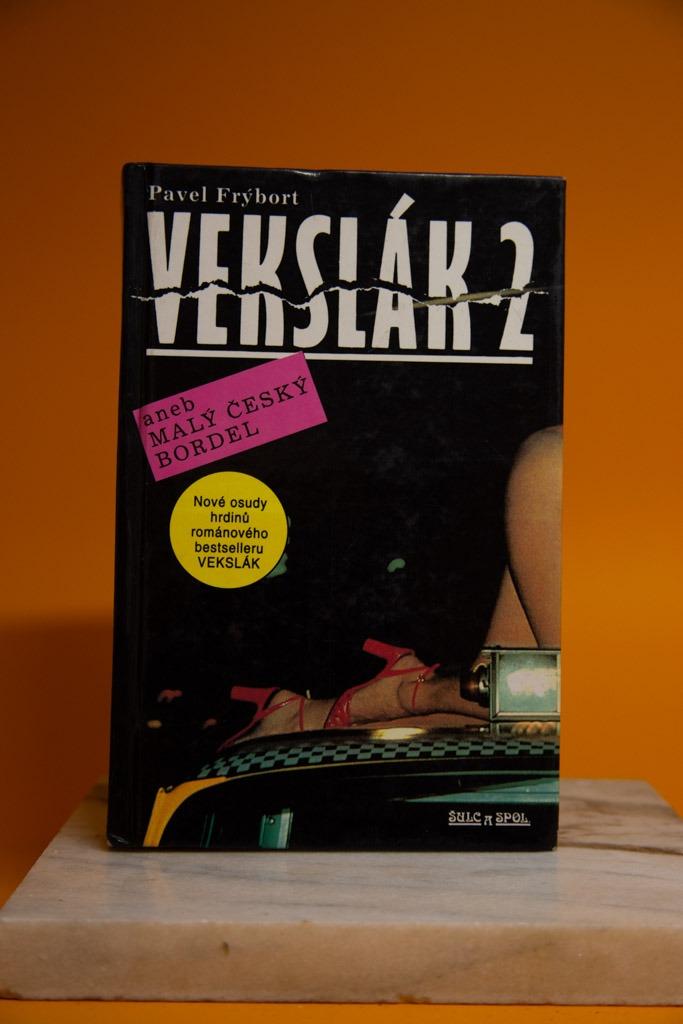 Pavel Frýbort
VEKSLÁK 2
aneb
MALÝ ČESKÝ
BORDEL
Nové osudy
hrdinů
románového
bestselleru
VEKSLÁK
ŠULC A SPOL.